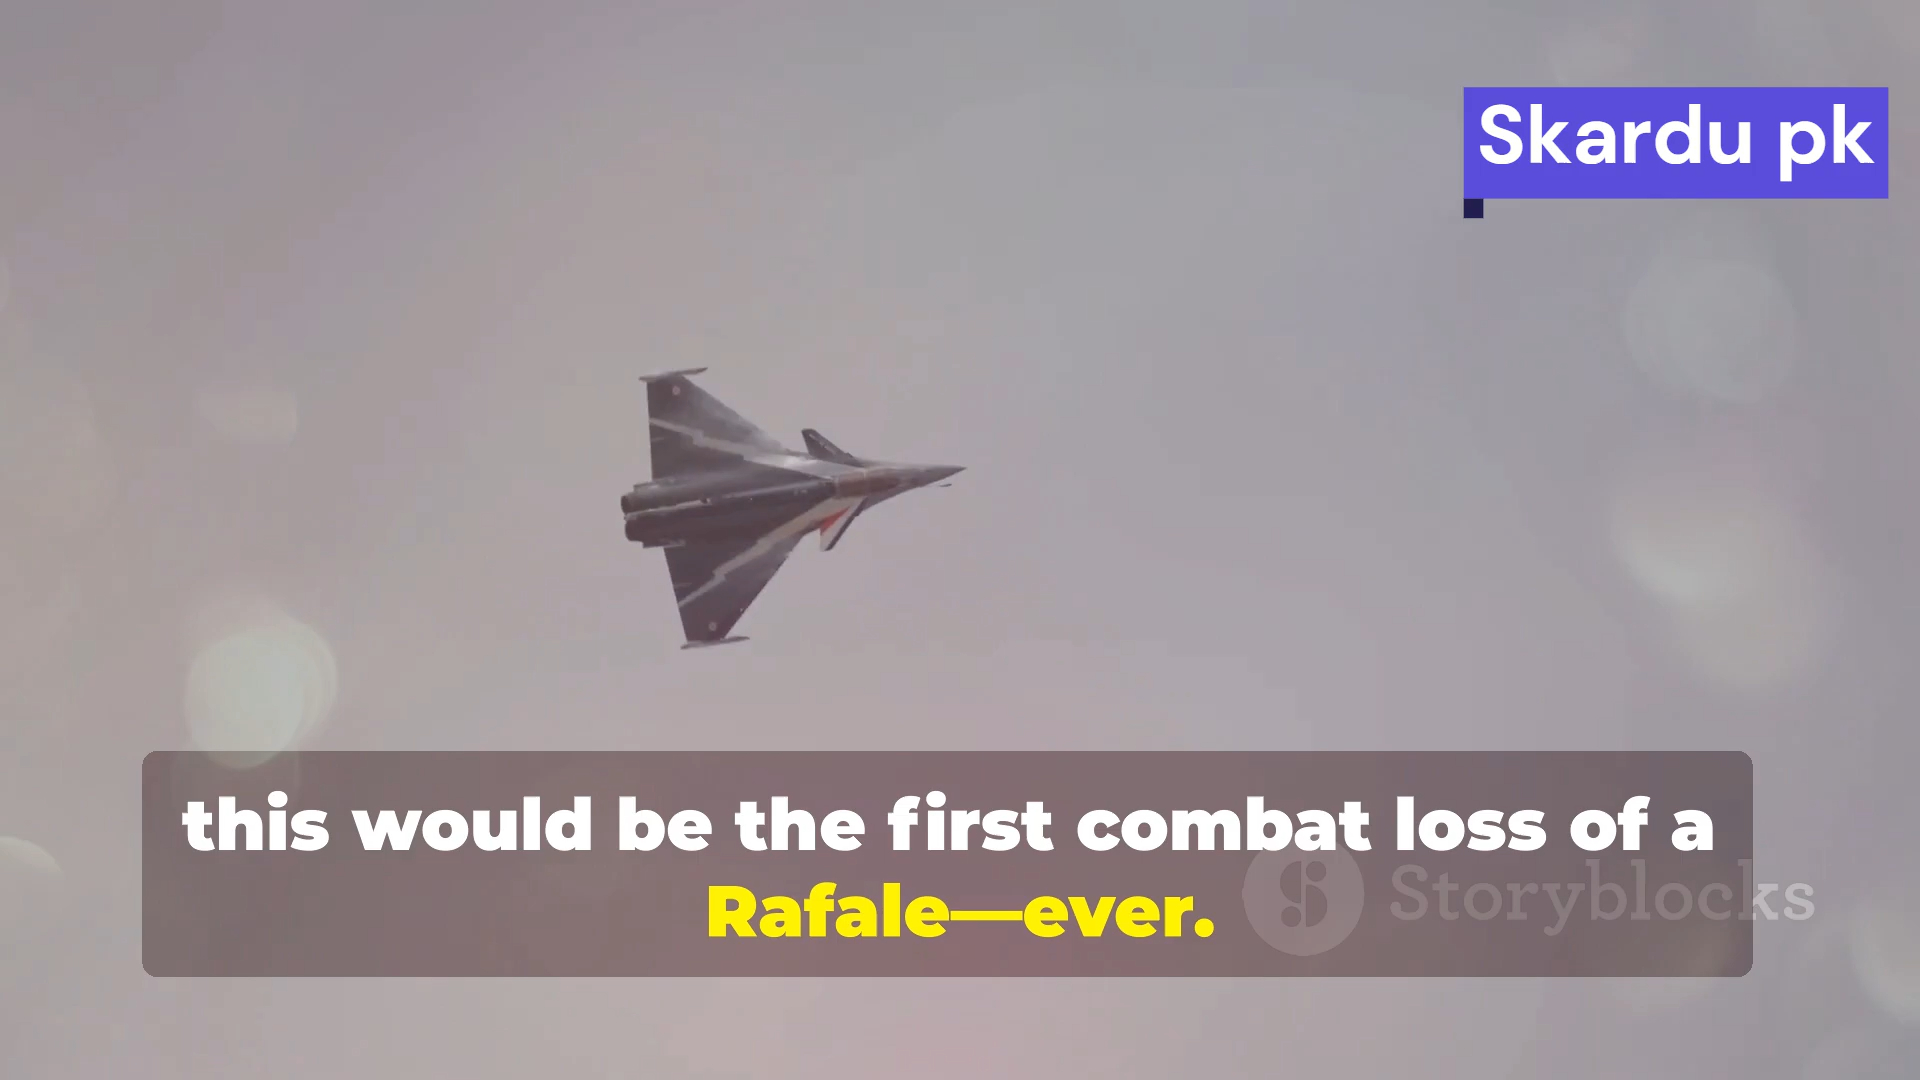 Skardu pk
this would be the first combat loss of a
Rafale—ever.
Storyblocks